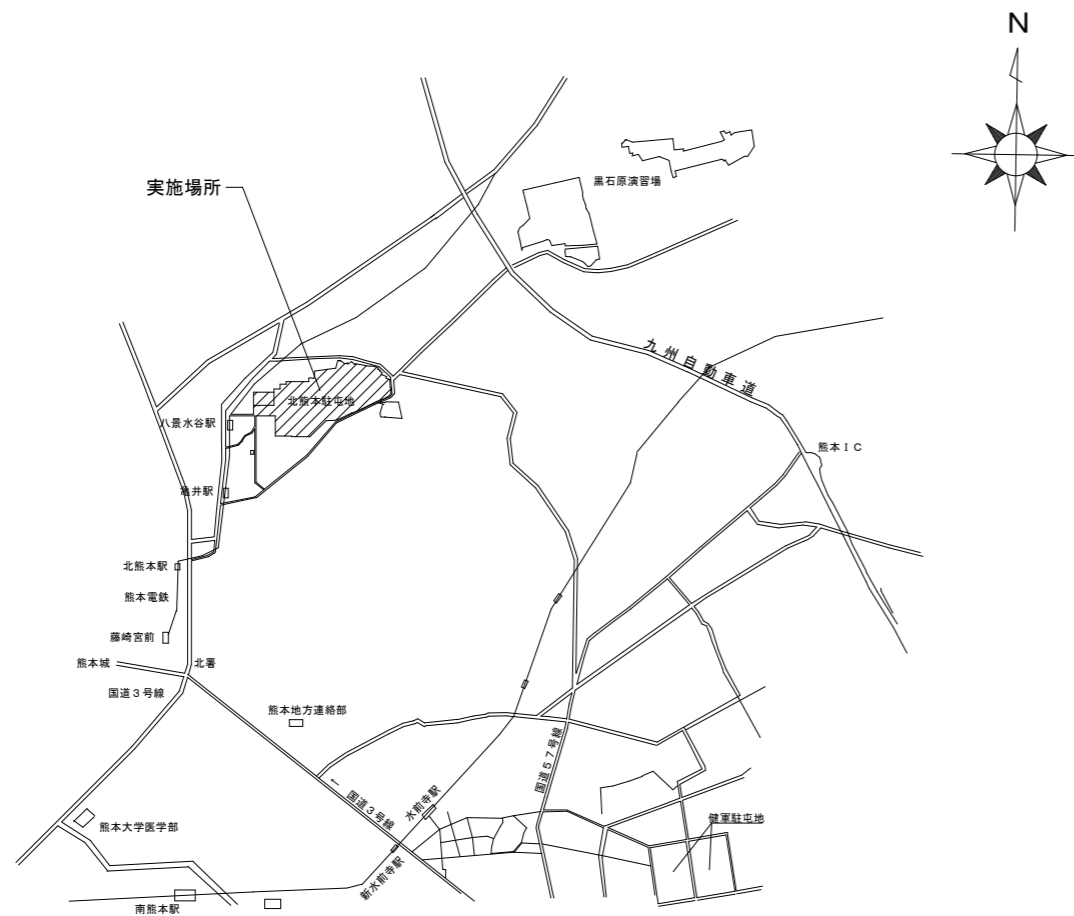 N
実施場所
黒石原演習場
九州自動車道
北熊本駐屯地
八景水谷駅
熊本ＩＣ
亀井駅
北熊本駅
熊本電鉄
藤崎宮前
熊本城
北署
国道３号線
熊本地方連絡部
国道５７号線
← 国道３号線
水前寺駅
健軍駐屯地
熊本大学医学部
新水前寺駅
南熊本駅